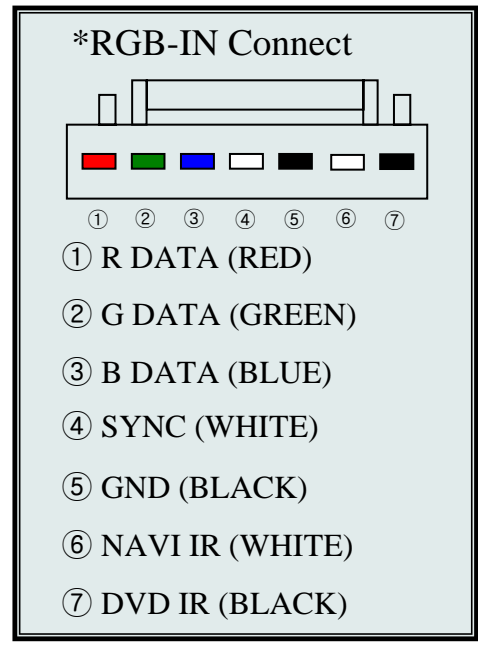 *RGB-IN Connect
① ② ③ ④ ⑤ ⑥ ⑦
① R DATA (RED)
② G DATA (GREEN)
③ B DATA (BLUE)
④ SYNC (WHITE)
⑤ GND (BLACK)
⑥ NAVI IR (WHITE)
⑦ DVD IR (BLACK)